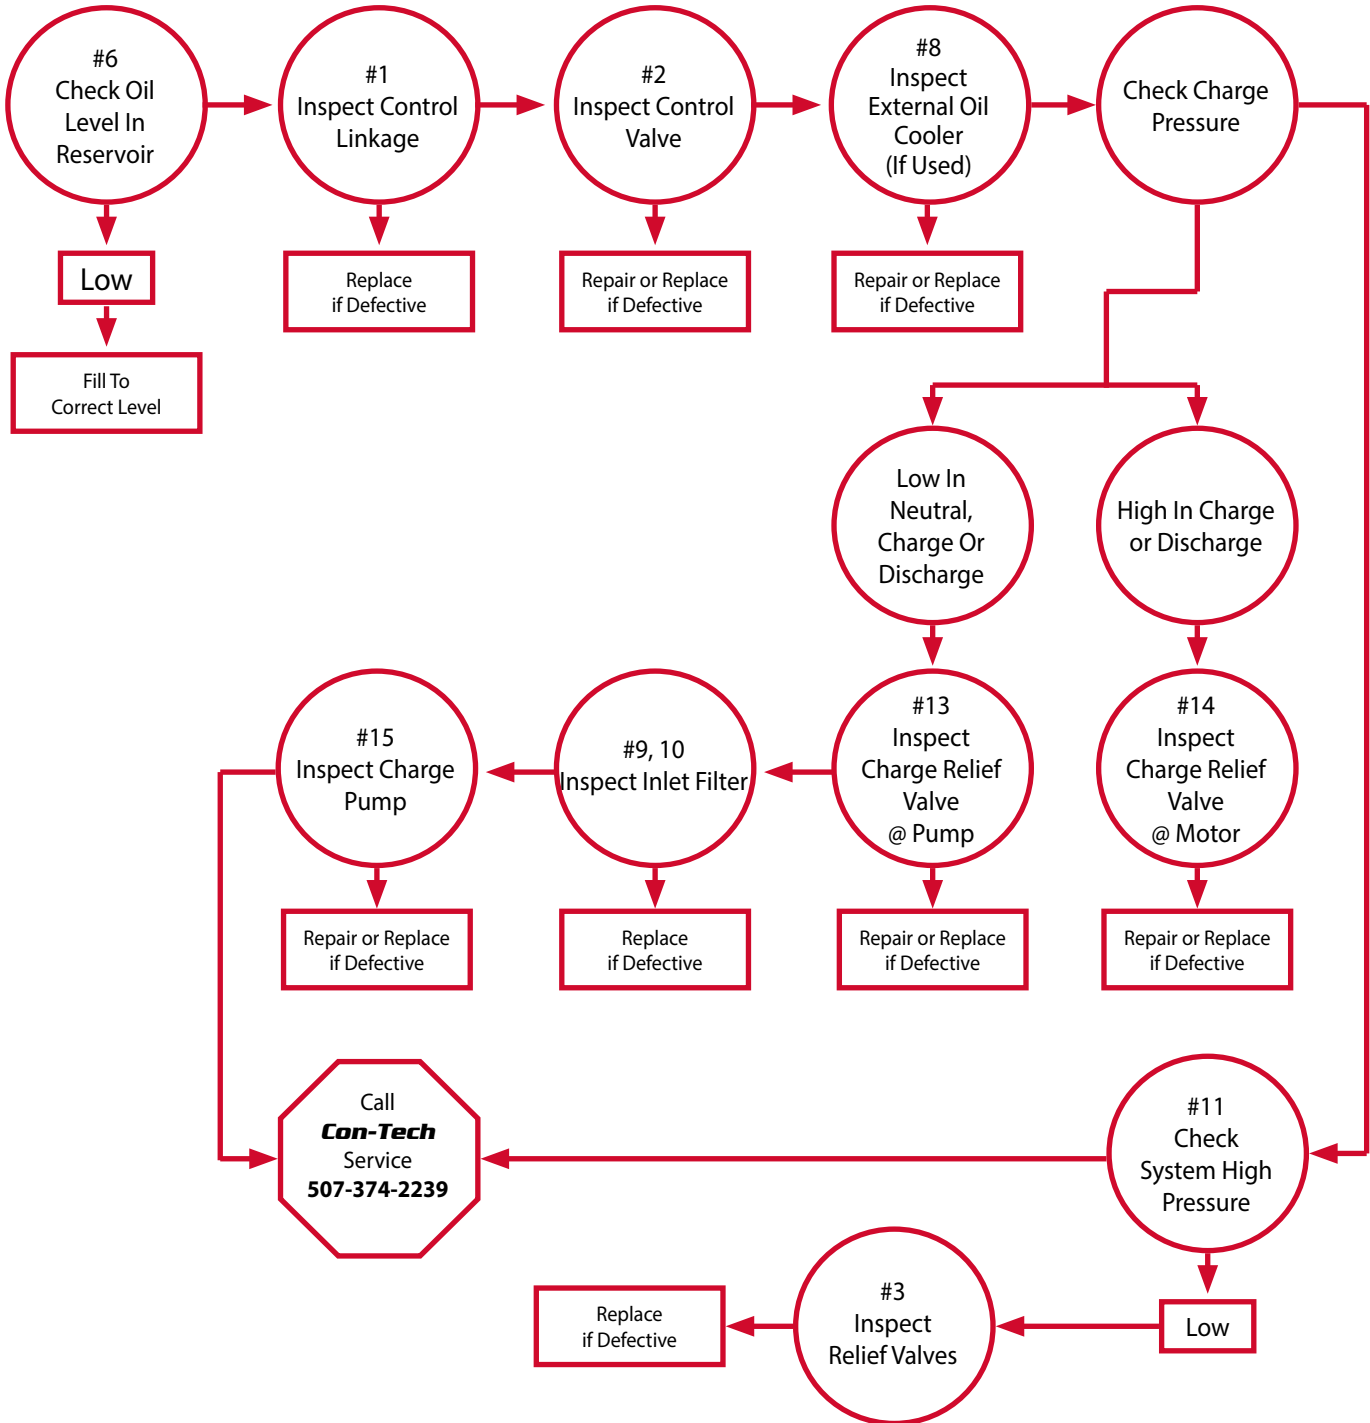 #6
Check Oil
Level In
Reservoir
#1
Inspect Control
Linkage
#2
Inspect Control
Valve
#8
Inspect
External Oil
Cooler
(If Used)
Check Charge
Pressure
Low
Replace
if Defective
Repair or Replace
if Defective
Repair or Replace
if Defective
Fill To
Correct Level
Low In
Neutral,
Charge Or
Discharge
High In Charge
or Discharge
#15
Inspect Charge
Pump
#9, 10
Inspect Inlet Filter
#13
Inspect
Charge Relief
Valve
@ Pump
#14
Inspect
Charge Relief
Valve
@ Motor
Repair or Replace
if Defective
Replace
if Defective
Repair or Replace
if Defective
Repair or Replace
if Defective
Call
Con-Tech
Service
507-374-2239
#11
Check
System High
Pressure
Replace
if Defective
#3
Inspect
Relief Valves
Low